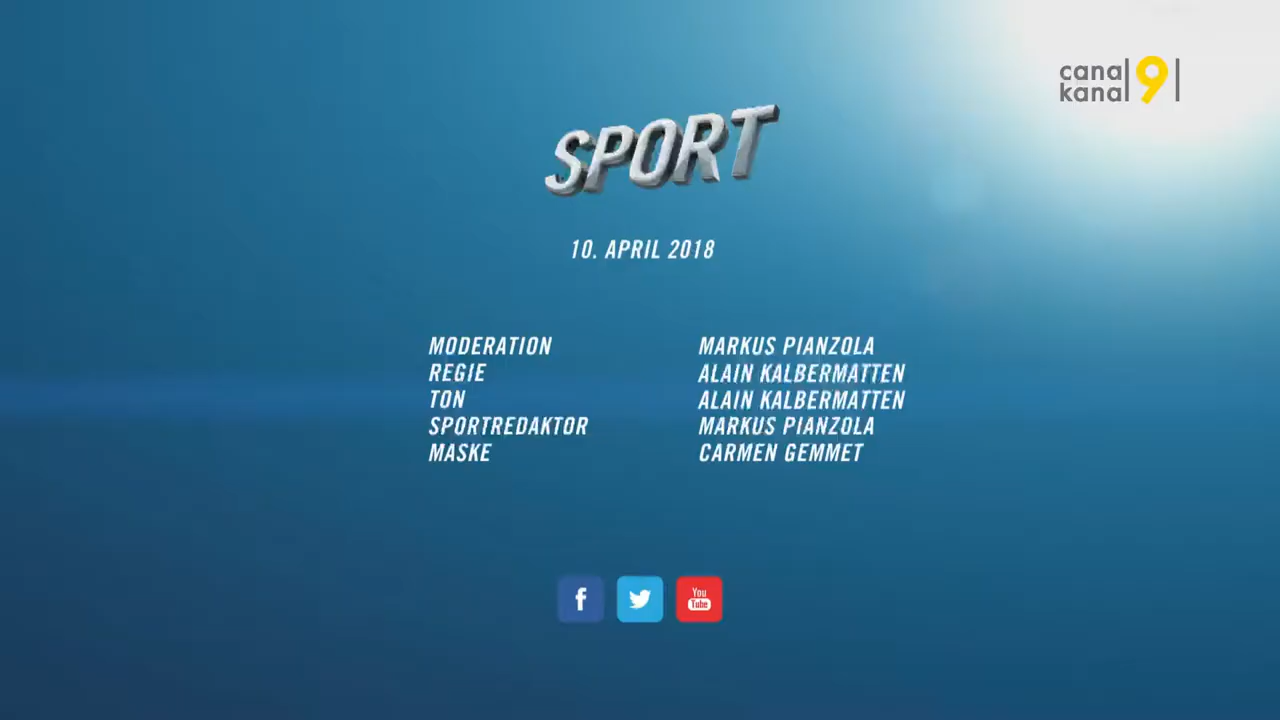 canal 9
kanal
SPORT
10. APRIL 2018
MODERATION MARKUS PIANZOLA
REGIE ALAIN KALBERMATTEN
TON ALAIN KALBERMATTEN
SPORTREDAKTOR MARKUS PIANZOLA
MASKE CARMEN GEMMET
f
You
Tube